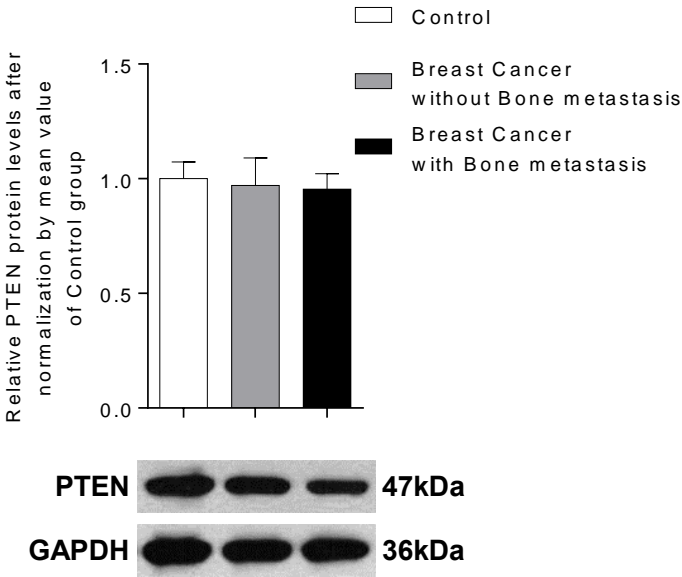 Control
Breast Cancer
without Bone metastasis
Breast Cancer
with Bone metastasis
Relative PTEN protein levels after
normalization by mean value
of Control group
1.5
1.0
0.5
0.0
PTEN 47kDa
GAPDH 36kDa